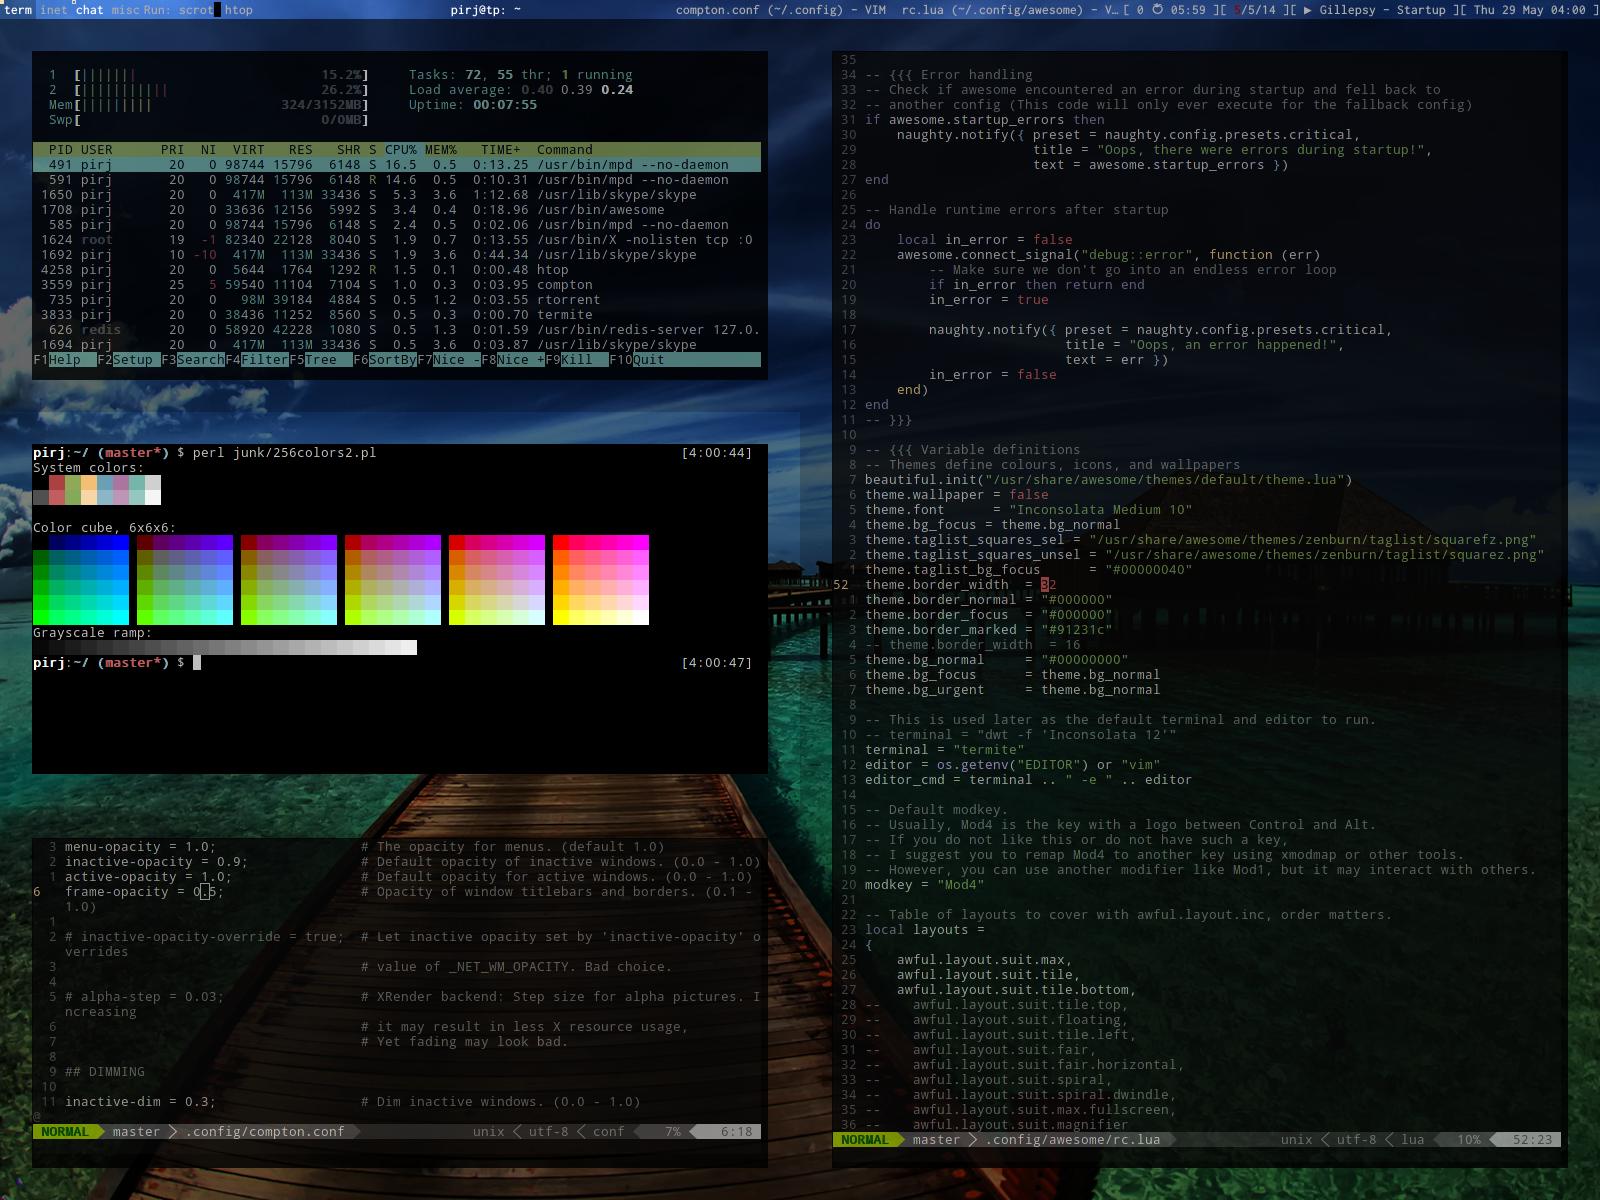 term inet chat misc Run: scrot htop pirj@tp: ~ compton.conf (~/.config) - VIM rc.lua (~/.config/awesome) - V… [ 0 05:59 ][ 5/5/14 ][ ▶ Gillepsy - Startup ][ Thu 29 May 04:00 ]
1 [||||||| 15.2%] Tasks: 72, 55 thr; 1 running
2 [||||||||||| 26.2%] Load average: 0.40 0.39 0.24
Mem[||||||||| 324/3152MB] Uptime: 00:07:55
Swp[ 0/0MB]
PID USER PRI NI VIRT RES SHR S CPU% MEM% TIME+ Command
491 pirj 20 0 98744 15796 6148 S 16.5 0.5 0:13.25 /usr/bin/mpd --no-daemon
591 pirj 20 0 98744 15796 6148 R 14.6 0.5 0:10.31 /usr/bin/mpd --no-daemon
1650 pirj 20 0 417M 113M 33436 S 5.3 3.6 1:12.68 /usr/lib/skype/skype
1708 pirj 20 0 33636 12156 5992 S 3.4 0.4 0:18.96 /usr/bin/awesome
585 pirj 20 0 98744 15796 6148 S 2.4 0.5 0:02.06 /usr/bin/mpd --no-daemon
1624 root 19 -1 82340 22128 8040 S 1.9 0.7 0:13.55 /usr/bin/X -nolisten tcp :0
1692 pirj 10 -10 417M 113M 33436 S 1.9 3.6 0:44.34 /usr/lib/skype/skype
4258 pirj 20 0 5644 1764 1292 R 1.5 0.1 0:00.48 htop
3559 pirj 25 5 59540 11104 7104 S 1.0 0.3 0:03.95 compton
735 pirj 20 0 98M 39184 4884 S 0.5 1.2 0:03.55 rtorrent
3833 pirj 20 0 38436 11252 8560 S 0.5 0.3 0:00.70 termite
626 redis 20 0 58920 42228 1080 S 0.5 1.3 0:01.59 /usr/bin/redis-server 127.0.
1694 pirj 20 0 417M 113M 33436 S 0.5 3.6 0:03.87 /usr/lib/skype/skype
F1Help F2Setup F3SearchF4FilterF5Tree F6SortByF7Nice -F8Nice +F9Kill F10Quit
pirj:~/ (master*) $ perl junk/256colors2.pl [4:00:44]
System colors:
Color cube, 6x6x6:
Grayscale ramp:
pirj:~/ (master*) $ [4:00:47]
3 menu-opacity = 1.0; # The opacity for menus. (default 1.0)
2 inactive-opacity = 0.9; # Default opacity of inactive windows. (0.0 - 1.0)
1 active-opacity = 1.0; # Default opacity for active windows. (0.0 - 1.0)
6 frame-opacity = 0.5; # Opacity of window titlebars and borders. (0.1 -
1.0)
1
2 # inactive-opacity-override = true; # Let inactive opacity set by 'inactive-opacity' o
verrides
3 # value of _NET_WM_OPACITY. Bad choice.
4
5 # alpha-step = 0.03; # XRender backend: Step size for alpha pictures. I
ncreasing
6 # it may result in less X resource usage,
7 # Yet fading may look bad.
8
9 ## DIMMING
10
11 inactive-dim = 0.3; # Dim inactive windows. (0.0 - 1.0)
@
NORMAL master .config/compton.conf unix utf-8 conf 7% 6:18
35
34 -- {{{ Error handling
33 -- Check if awesome encountered an error during startup and fell back to
32 -- another config (This code will only ever execute for the fallback config)
31 if awesome.startup_errors then
30 naughty.notify({ preset = naughty.config.presets.critical,
29 title = "Oops, there were errors during startup!",
28 text = awesome.startup_errors })
27 end
26
25 -- Handle runtime errors after startup
24 do
23 local in_error = false
22 awesome.connect_signal("debug::error", function (err)
21 -- Make sure we don't go into an endless error loop
20 if in_error then return end
19 in_error = true
18
17 naughty.notify({ preset = naughty.config.presets.critical,
16 title = "Oops, an error happened!",
15 text = err })
14 in_error = false
13 end)
12 end
11 -- }}}
10
9 -- {{{ Variable definitions
8 -- Themes define colours, icons, and wallpapers
7 beautiful.init("/usr/share/awesome/themes/default/theme.lua")
6 theme.wallpaper = false
5 theme.font = "Inconsolata Medium 10"
4 theme.bg_focus = theme.bg_normal
3 theme.taglist_squares_sel = "/usr/share/awesome/themes/zenburn/taglist/squarefz.png"
2 theme.taglist_squares_unsel = "/usr/share/awesome/themes/zenburn/taglist/squarez.png"
1 theme.taglist_bg_focus = "#00000040"
52 theme.border_width = 32
1 theme.border_normal = "#000000"
2 theme.border_focus = "#000000"
3 theme.border_marked = "#91231c"
4 -- theme.border_width = 16
5 theme.bg_normal = "#00000000"
6 theme.bg_focus = theme.bg_normal
7 theme.bg_urgent = theme.bg_normal
8
9 -- This is used later as the default terminal and editor to run.
10 -- terminal = "dwt -f 'Inconsolata 12'"
11 terminal = "termite"
12 editor = os.getenv("EDITOR") or "vim"
13 editor_cmd = terminal .. " -e " .. editor
14
15 -- Default modkey.
16 -- Usually, Mod4 is the key with a logo between Control and Alt.
17 -- If you do not like this or do not have such a key,
18 -- I suggest you to remap Mod4 to another key using xmodmap or other tools.
19 -- However, you can use another modifier like Mod1, but it may interact with others.
20 modkey = "Mod4"
21
22 -- Table of layouts to cover with awful.layout.inc, order matters.
23 local layouts =
24 {
25 awful.layout.suit.max,
26 awful.layout.suit.tile,
27 awful.layout.suit.tile.bottom,
28 -- awful.layout.suit.tile.top,
29 -- awful.layout.suit.floating,
30 -- awful.layout.suit.tile.left,
31 -- awful.layout.suit.fair,
32 -- awful.layout.suit.fair.horizontal,
33 -- awful.layout.suit.spiral,
34 -- awful.layout.suit.spiral.dwindle,
35 -- awful.layout.suit.max.fullscreen,
36 -- awful.layout.suit.magnifier
NORMAL master .config/awesome/rc.lua unix utf-8 lua 10% 52:23